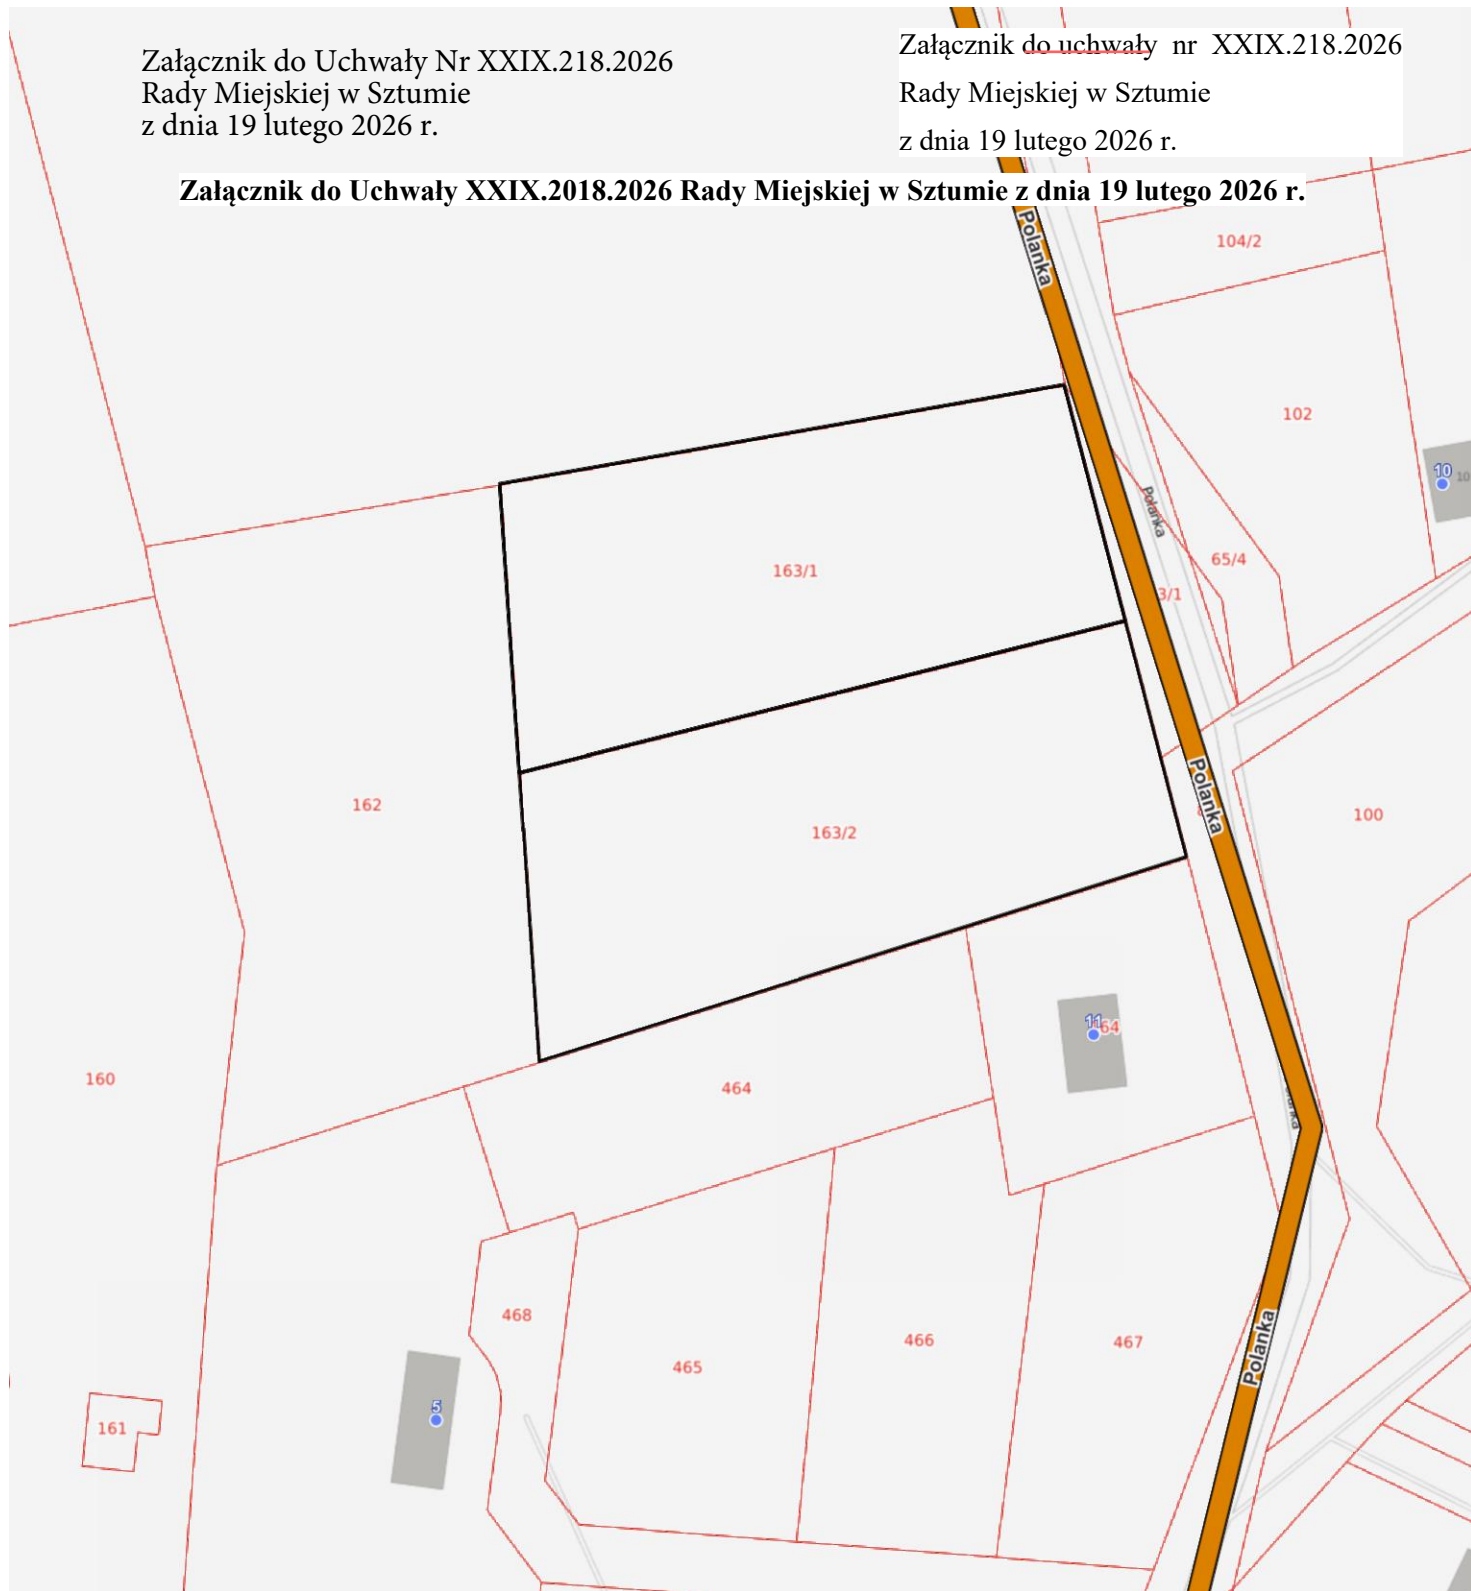 Załącznik do Uchwały Nr XXIX.218.2026
Rady Miejskiej w Sztumie
z dnia 19 lutego 2026 r.
Załącznik do uchwały nr XXIX.218.2026
Rady Miejskiej w Sztumie
z dnia 19 lutego 2026 r.
Załącznik do Uchwały XXIX.2018.2026 Rady Miejskiej w Sztumie z dnia 19 lutego 2026 r.
Polanka
104/2
102
10
10
Polanka
163/1
65/4
3/1
162
163/2
Polanka
100
11
64
160
464
468
465
466
467
Polanka
5
161